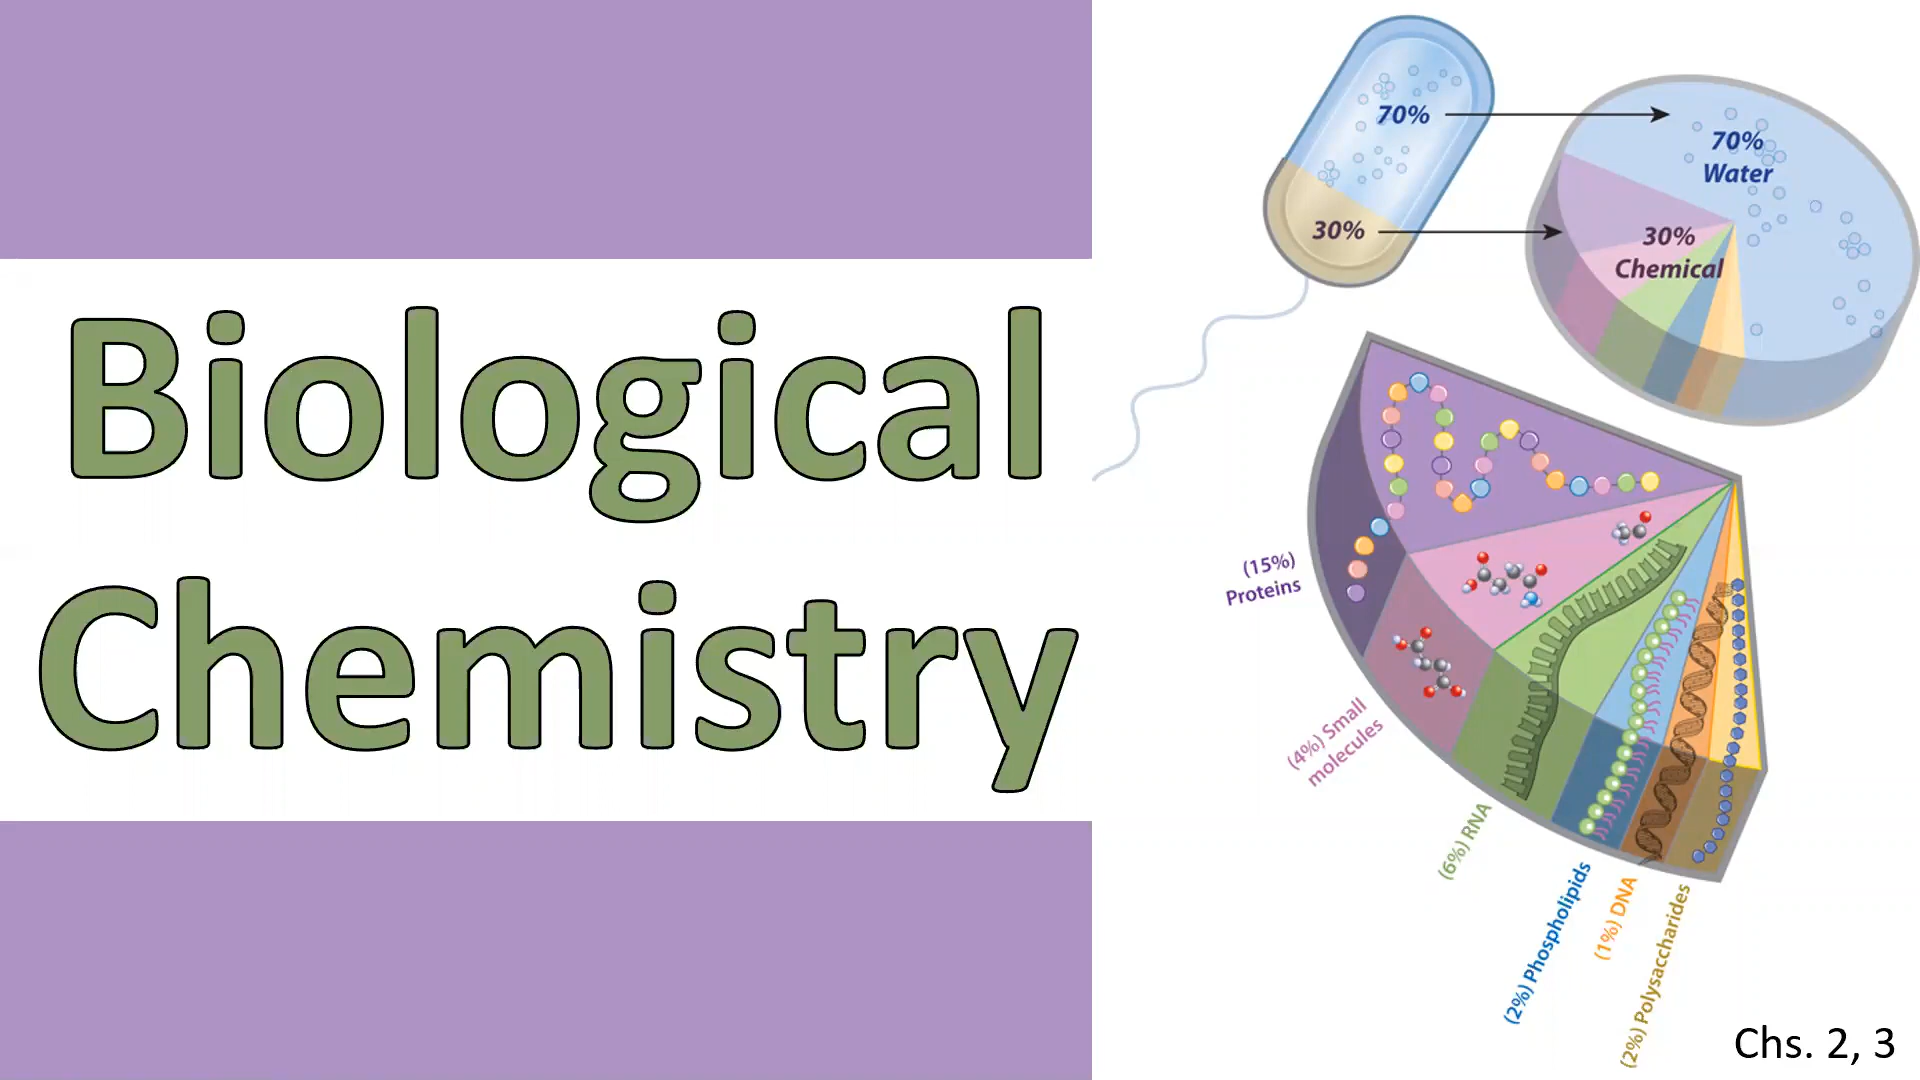 Biological
Chemistry
70%
30%
70%
Water
30%
Chemical
(15%)
Proteins
(4%) Small
molecules
(6%) RNA
(2%) Phospholipids
(1%) DNA
(2%) Polysaccharides
Chs. 2, 3